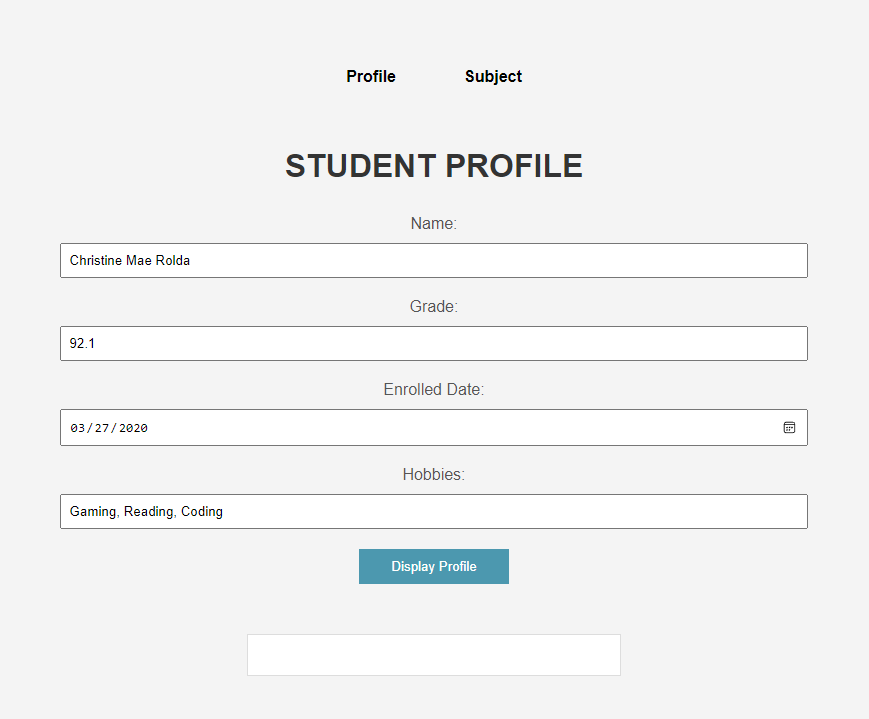 Profile Subject
STUDENT PROFILE
Name:
Christine Mae Rolda
Grade:
92.1
Enrolled Date:
03/27/2020
Hobbies:
Gaming, Reading, Coding
Display Profile